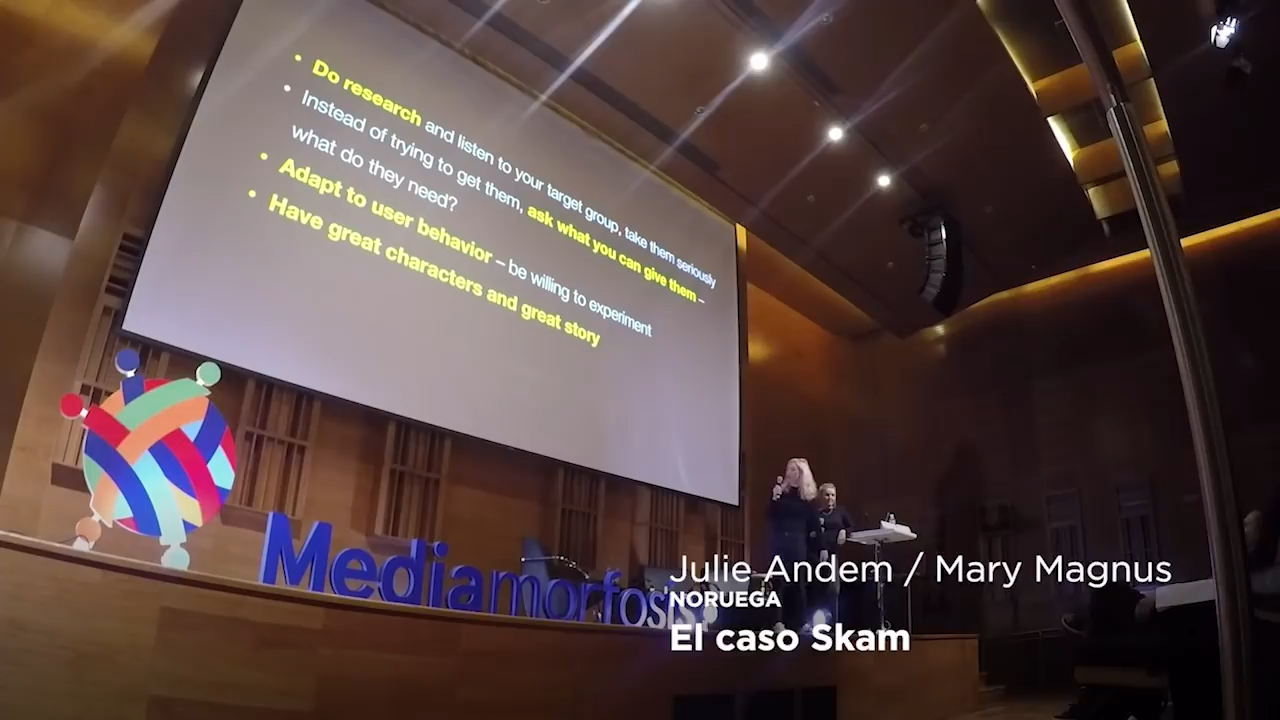 • Do research and listen to your target group, take them seriously
• Instead of trying to get them, ask what you can give them –
what do they need?
• Adapt to user behavior – be willing to experiment
• Have great characters and great story
Mediamorfosis
Julie Andem / Mary Magnus
NORUEGA
El caso Skam